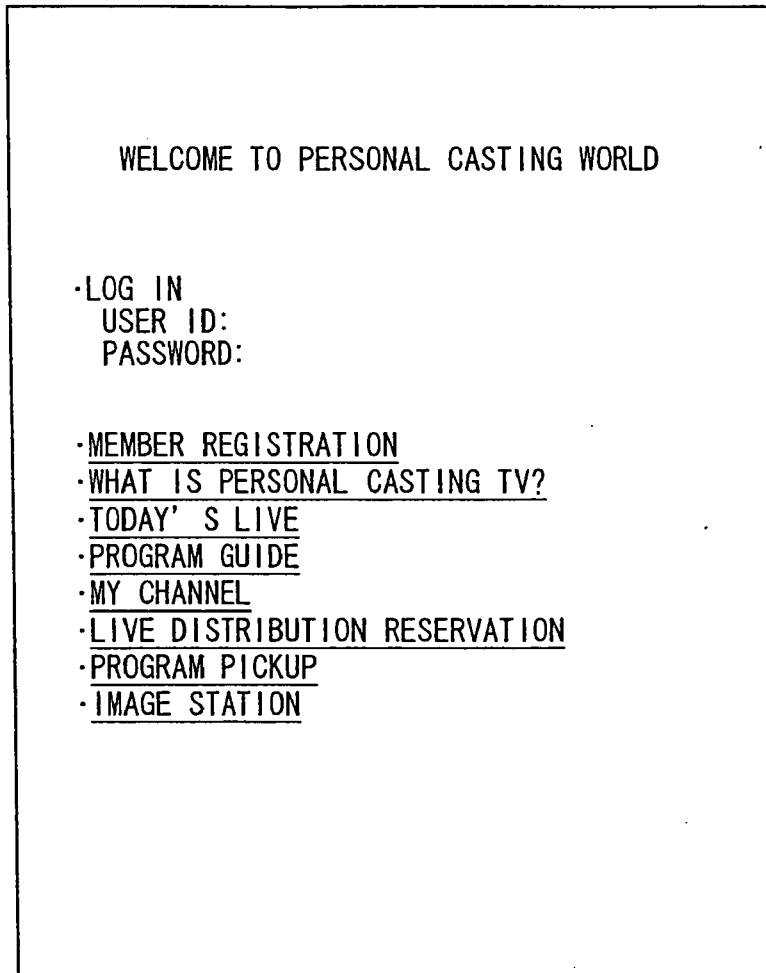 WELCOME TO PERSONAL CASTING WORLD
·LOG IN
USER ID:
PASSWORD:
·MEMBER REGISTRATION
·WHAT IS PERSONAL CASTING TV?
·TODAY' S LIVE
·PROGRAM GUIDE
·MY CHANNEL
·LIVE DISTRIBUTION RESERVATION
·PROGRAM PICKUP
·IMAGE STATION